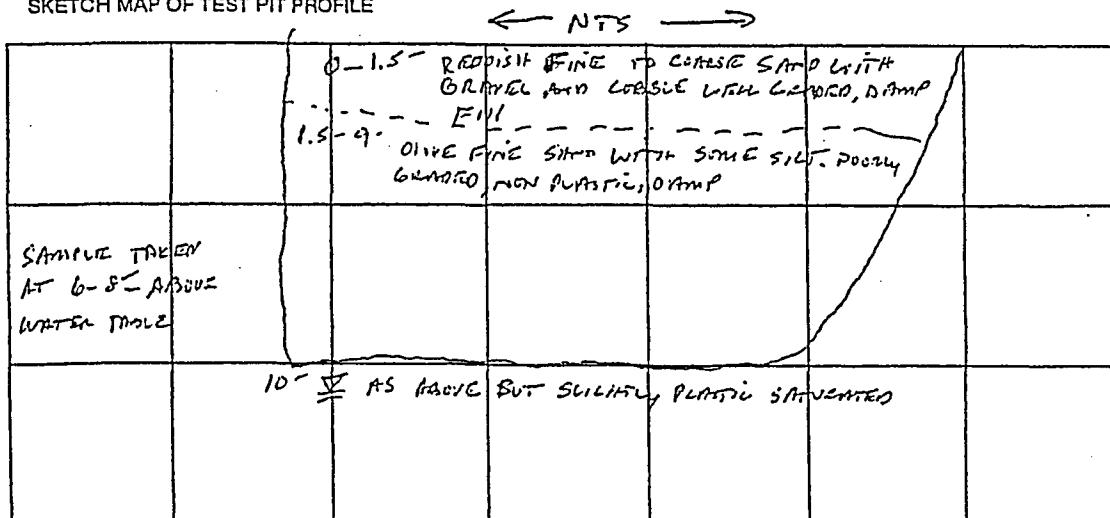 SKETCH MAP OF TEST PIT PROFILE
NTS
0-1.5' REDDISH FINE TO COARSE SAND WITH
GRAVEL AND COBBLE WELL GRADED, DAMP
FILL
1.5-9' OLIVE FINE SAND WITH SOME SILT. POORLY
GRADED, NON PLASTIC, DAMP
SAMPLE TAKEN
AT 6-8' ABOVE
WATER TABLE
10' AS ABOVE BUT SLIGHTLY PLASTIC SATURATED